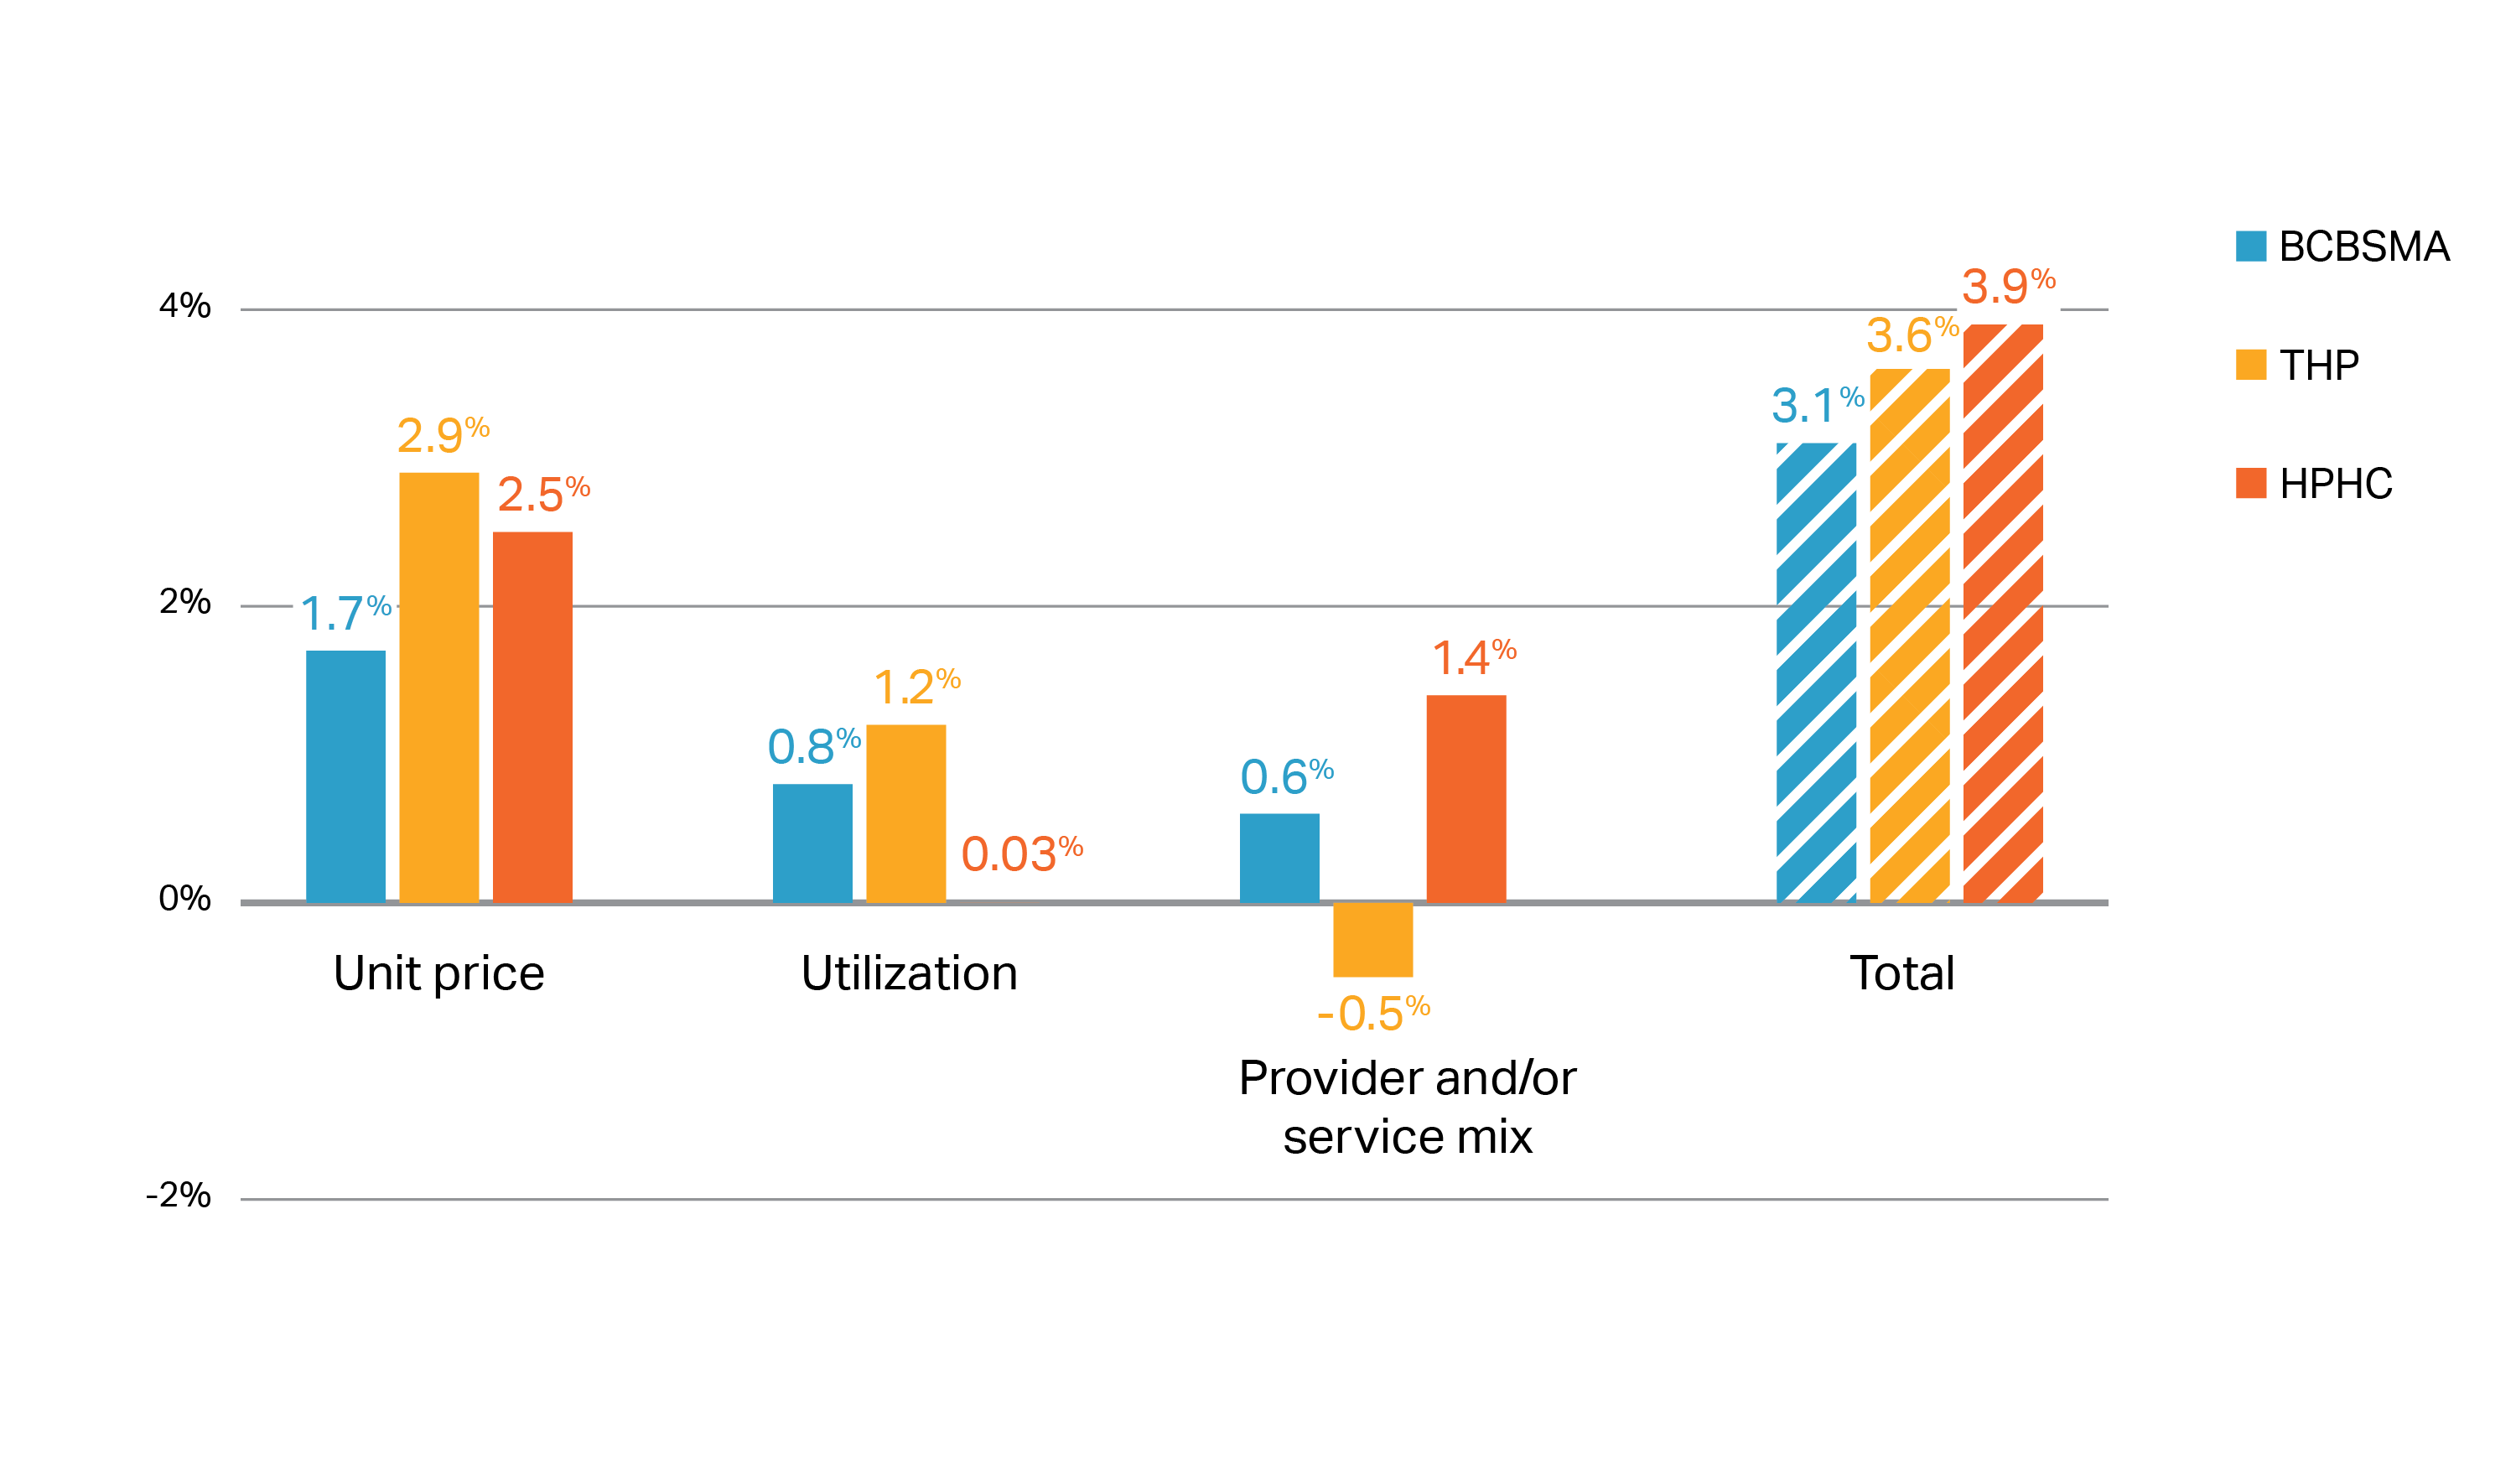 BCBSMA
THP
HPHC
4%
2%
0%
-2%
1.7%
2.9%
2.5%
0.8%
1.2%
0.03%
0.6%
-0.5%
1.4%
3.1%
3.6%
3.9%
Unit price
Utilization
Provider and/or
service mix
Total